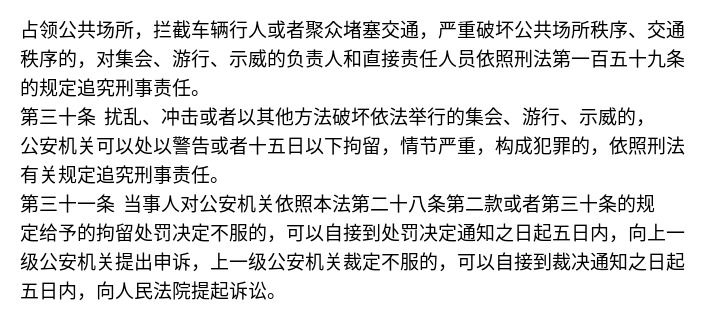 占领公共场所，拦截车辆行人或者聚众堵塞交通，严重破坏公共场所秩序、交通
秩序的，对集会、游行、示威的负责人和直接责任人员依照刑法第一百五十九条
的规定追究刑事责任。
第三十条 扰乱、冲击或者以其他方法破坏依法举行的集会、游行、示威的，
公安机关可以处以警告或者十五日以下拘留，情节严重，构成犯罪的，依照刑法
有关规定追究刑事责任。
第三十一条 当事人对公安机关依照本法第二十八条第二款或者第三十条的规
定给予的拘留处罚决定不服的，可以自接到处罚决定通知之日起五日内，向上一
级公安机关提出申诉，上一级公安机关裁定不服的，可以自接到裁决通知之日起
五日内，向人民法院提起诉讼。